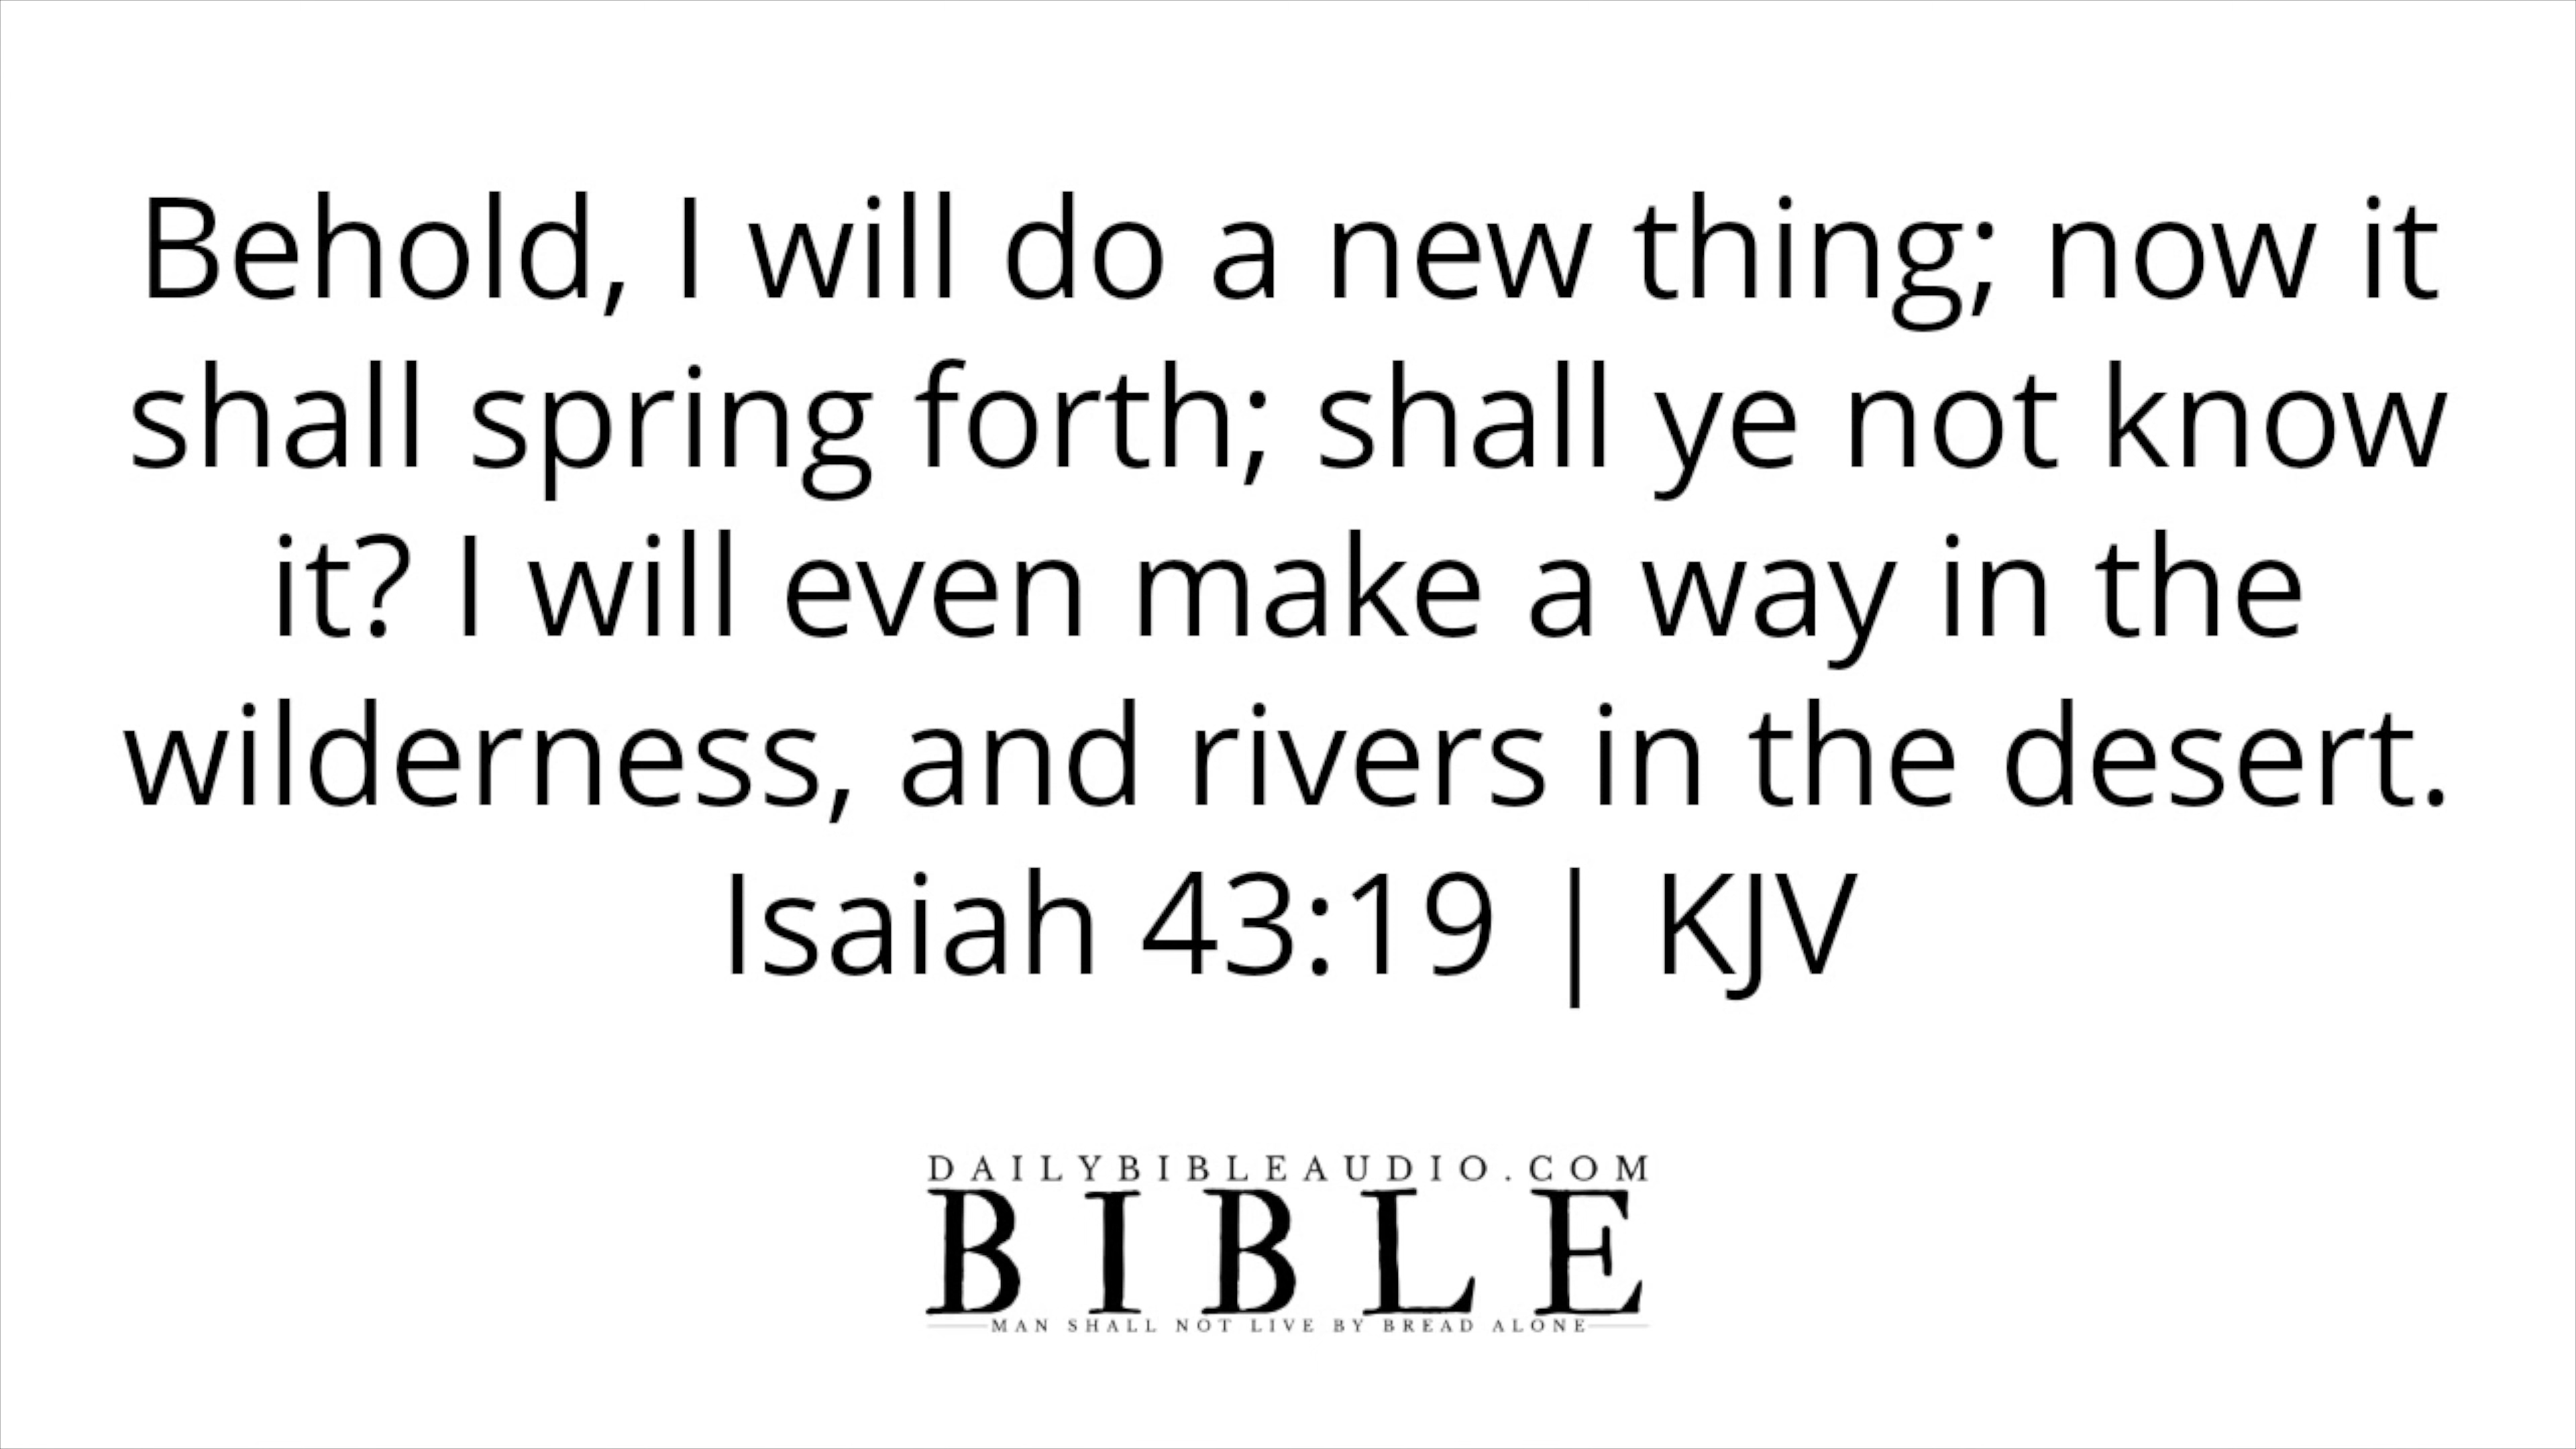 Behold, I will do a new thing; now it
shall spring forth; shall ye not know
it? I will even make a way in the
wilderness, and rivers in the desert.
Isaiah 43:19 | KJV
DAILYBIBLEAUDIO.COM
BIBLE
MAN SHALL NOT LIVE BY BREAD ALONE